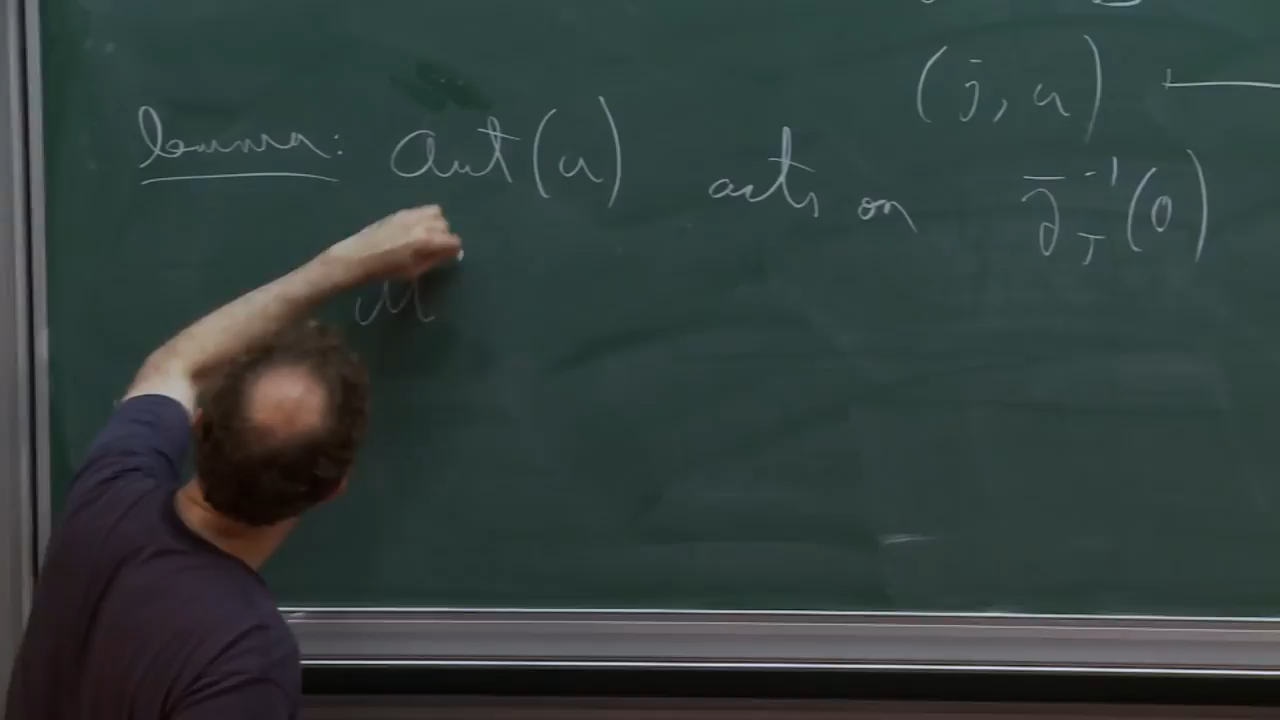 (j, u) ⟼
lemma: Aut(u) acts on ∂̄_J^{-1}(0)
M